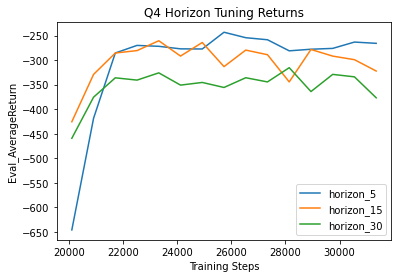 Q4 Horizon Tuning Returns
Eval_AverageReturn
−250
−300
−350
−400
−450
−500
−550
−600
−650
horizon_5
horizon_15
horizon_30
20000 22000 24000 26000 28000 30000
Training Steps